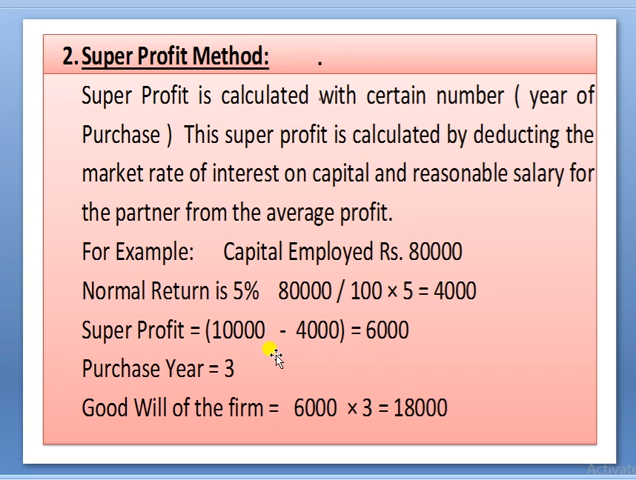 2. Super Profit Method: .
Super Profit is calculated with certain number ( year of
Purchase ) This super profit is calculated by deducting the
market rate of interest on capital and reasonable salary for
the partner from the average profit.
For Example: Capital Employed Rs. 80000
Normal Return is 5% 80000 / 100 × 5 = 4000
Super Profit = (10000 - 4000) = 6000
Purchase Year = 3
Good Will of the firm = 6000 × 3 = 18000
Activate